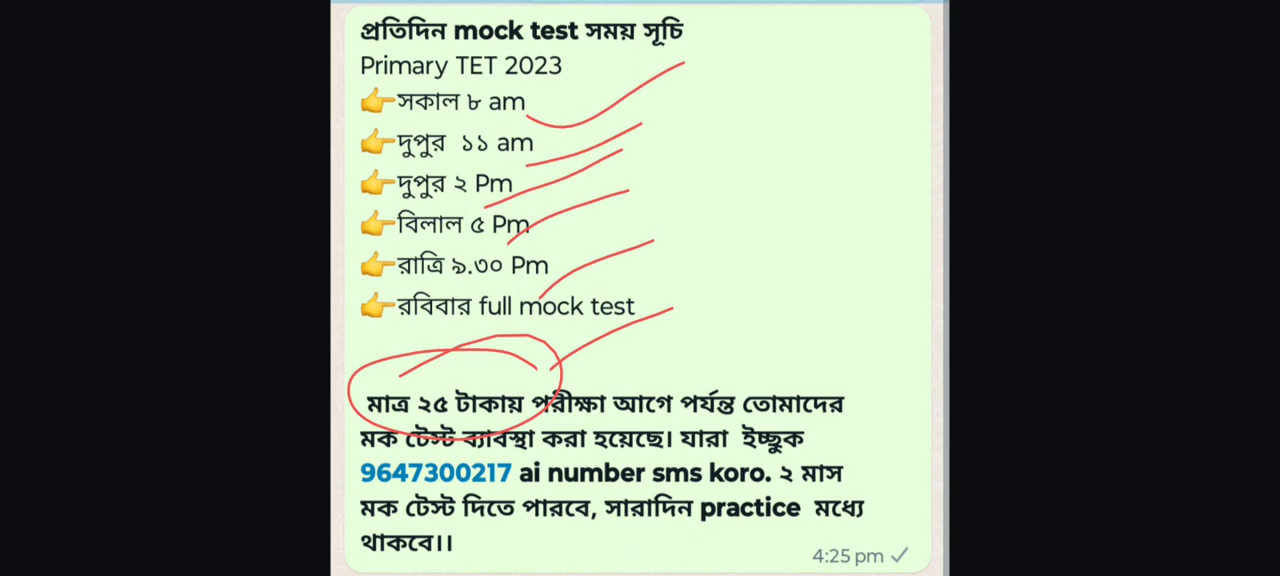 প্রতিদিন mock test সময় সূচি
Primary TET 2023
👉সকাল ৮ am
👉দুপুর ১১ am
👉দুপুর ২ Pm
👉বিলাল ৫ Pm
👉রাত্রি ৯.৩০ Pm
👉রবিবার full mock test
মাত্র ২৫ টাকায় পরীক্ষা আগে পর্যন্ত তোমাদের
মক টেস্ট ব্যাবস্থা করা হয়েছে। যারা ইচ্ছুক
9647300217 ai number sms koro. ২ মাস
মক টেস্ট দিতে পারবে, সারাদিন practice মধ্যে
থাকবে।।
4:25 pm